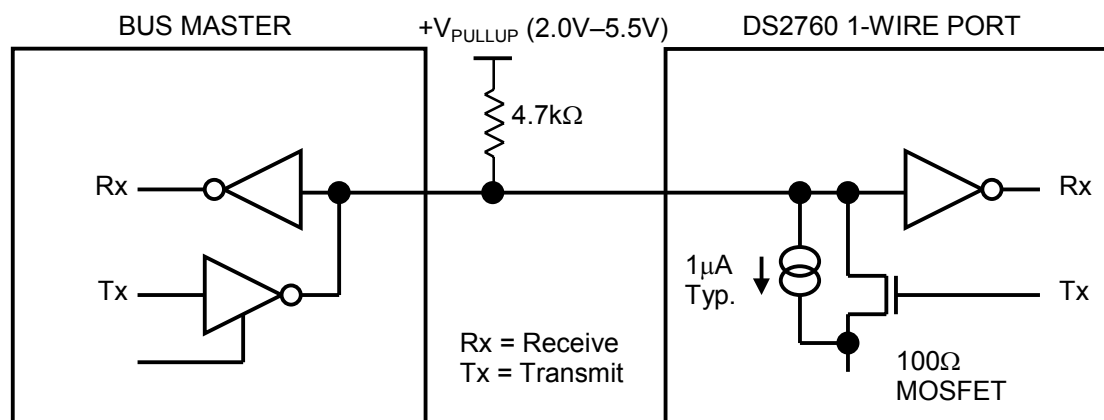 BUS MASTER
+VPULLUP (2.0V–5.5V)
DS2760 1-WIRE PORT
4.7kΩ
Rx
Rx
Tx
1µA
Typ.
Tx
Rx = Receive
Tx = Transmit
100Ω
MOSFET